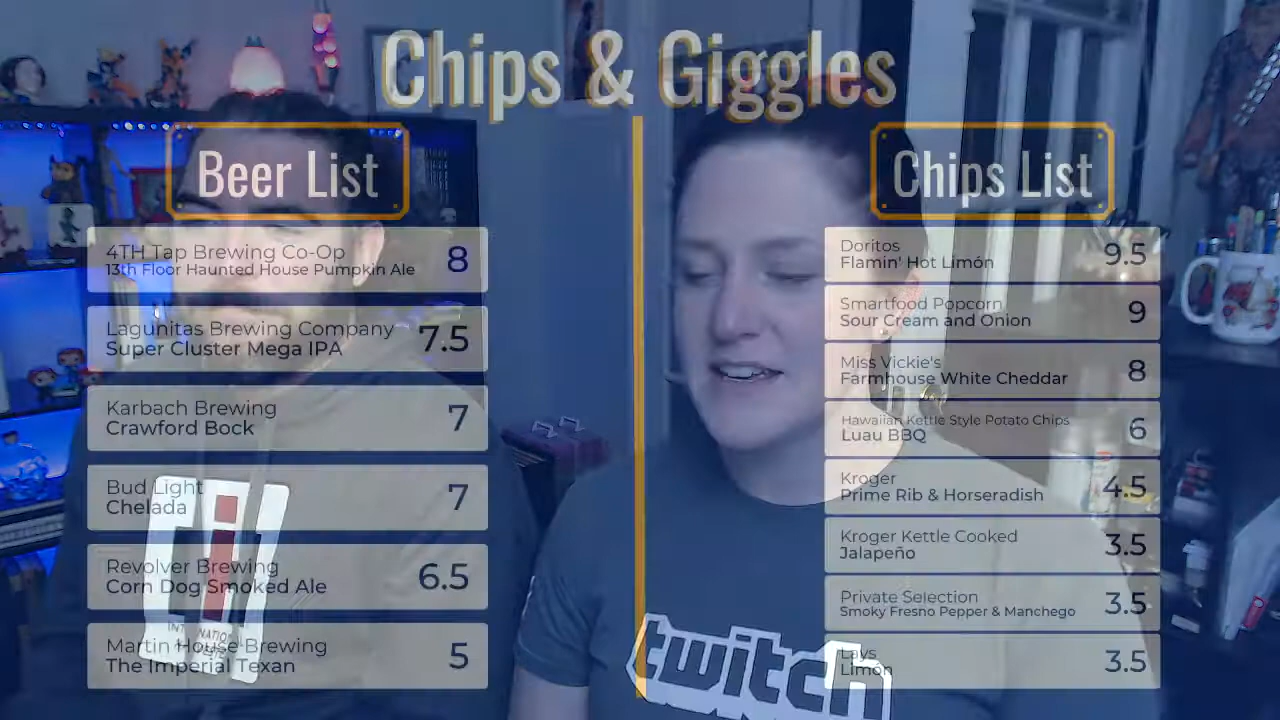 Chips & Giggles
Beer List
4TH Tap Brewing Co-Op
13th Floor Haunted House Pumpkin Ale
8
Lagunitas Brewing Company
Super Cluster Mega IPA
7.5
Karbach Brewing
Crawford Bock
7
Bud Light
Chelada
7
Revolver Brewing
Corn Dog Smoked Ale
6.5
Martin House Brewing
The Imperial Texan
5
Chips List
Doritos
Flamin' Hot Limón
9.5
Smartfood Popcorn
Sour Cream and Onion
9
Miss Vickie's
Farmhouse White Cheddar
8
Hawaiian Kettle Style Potato Chips
Luau BBQ
6
Kroger
Prime Rib & Horseradish
4.5
Kroger Kettle Cooked
Jalapeño
3.5
Private Selection
Smoky Fresno Pepper & Manchego
3.5
Lays
Limón
3.5
twitch